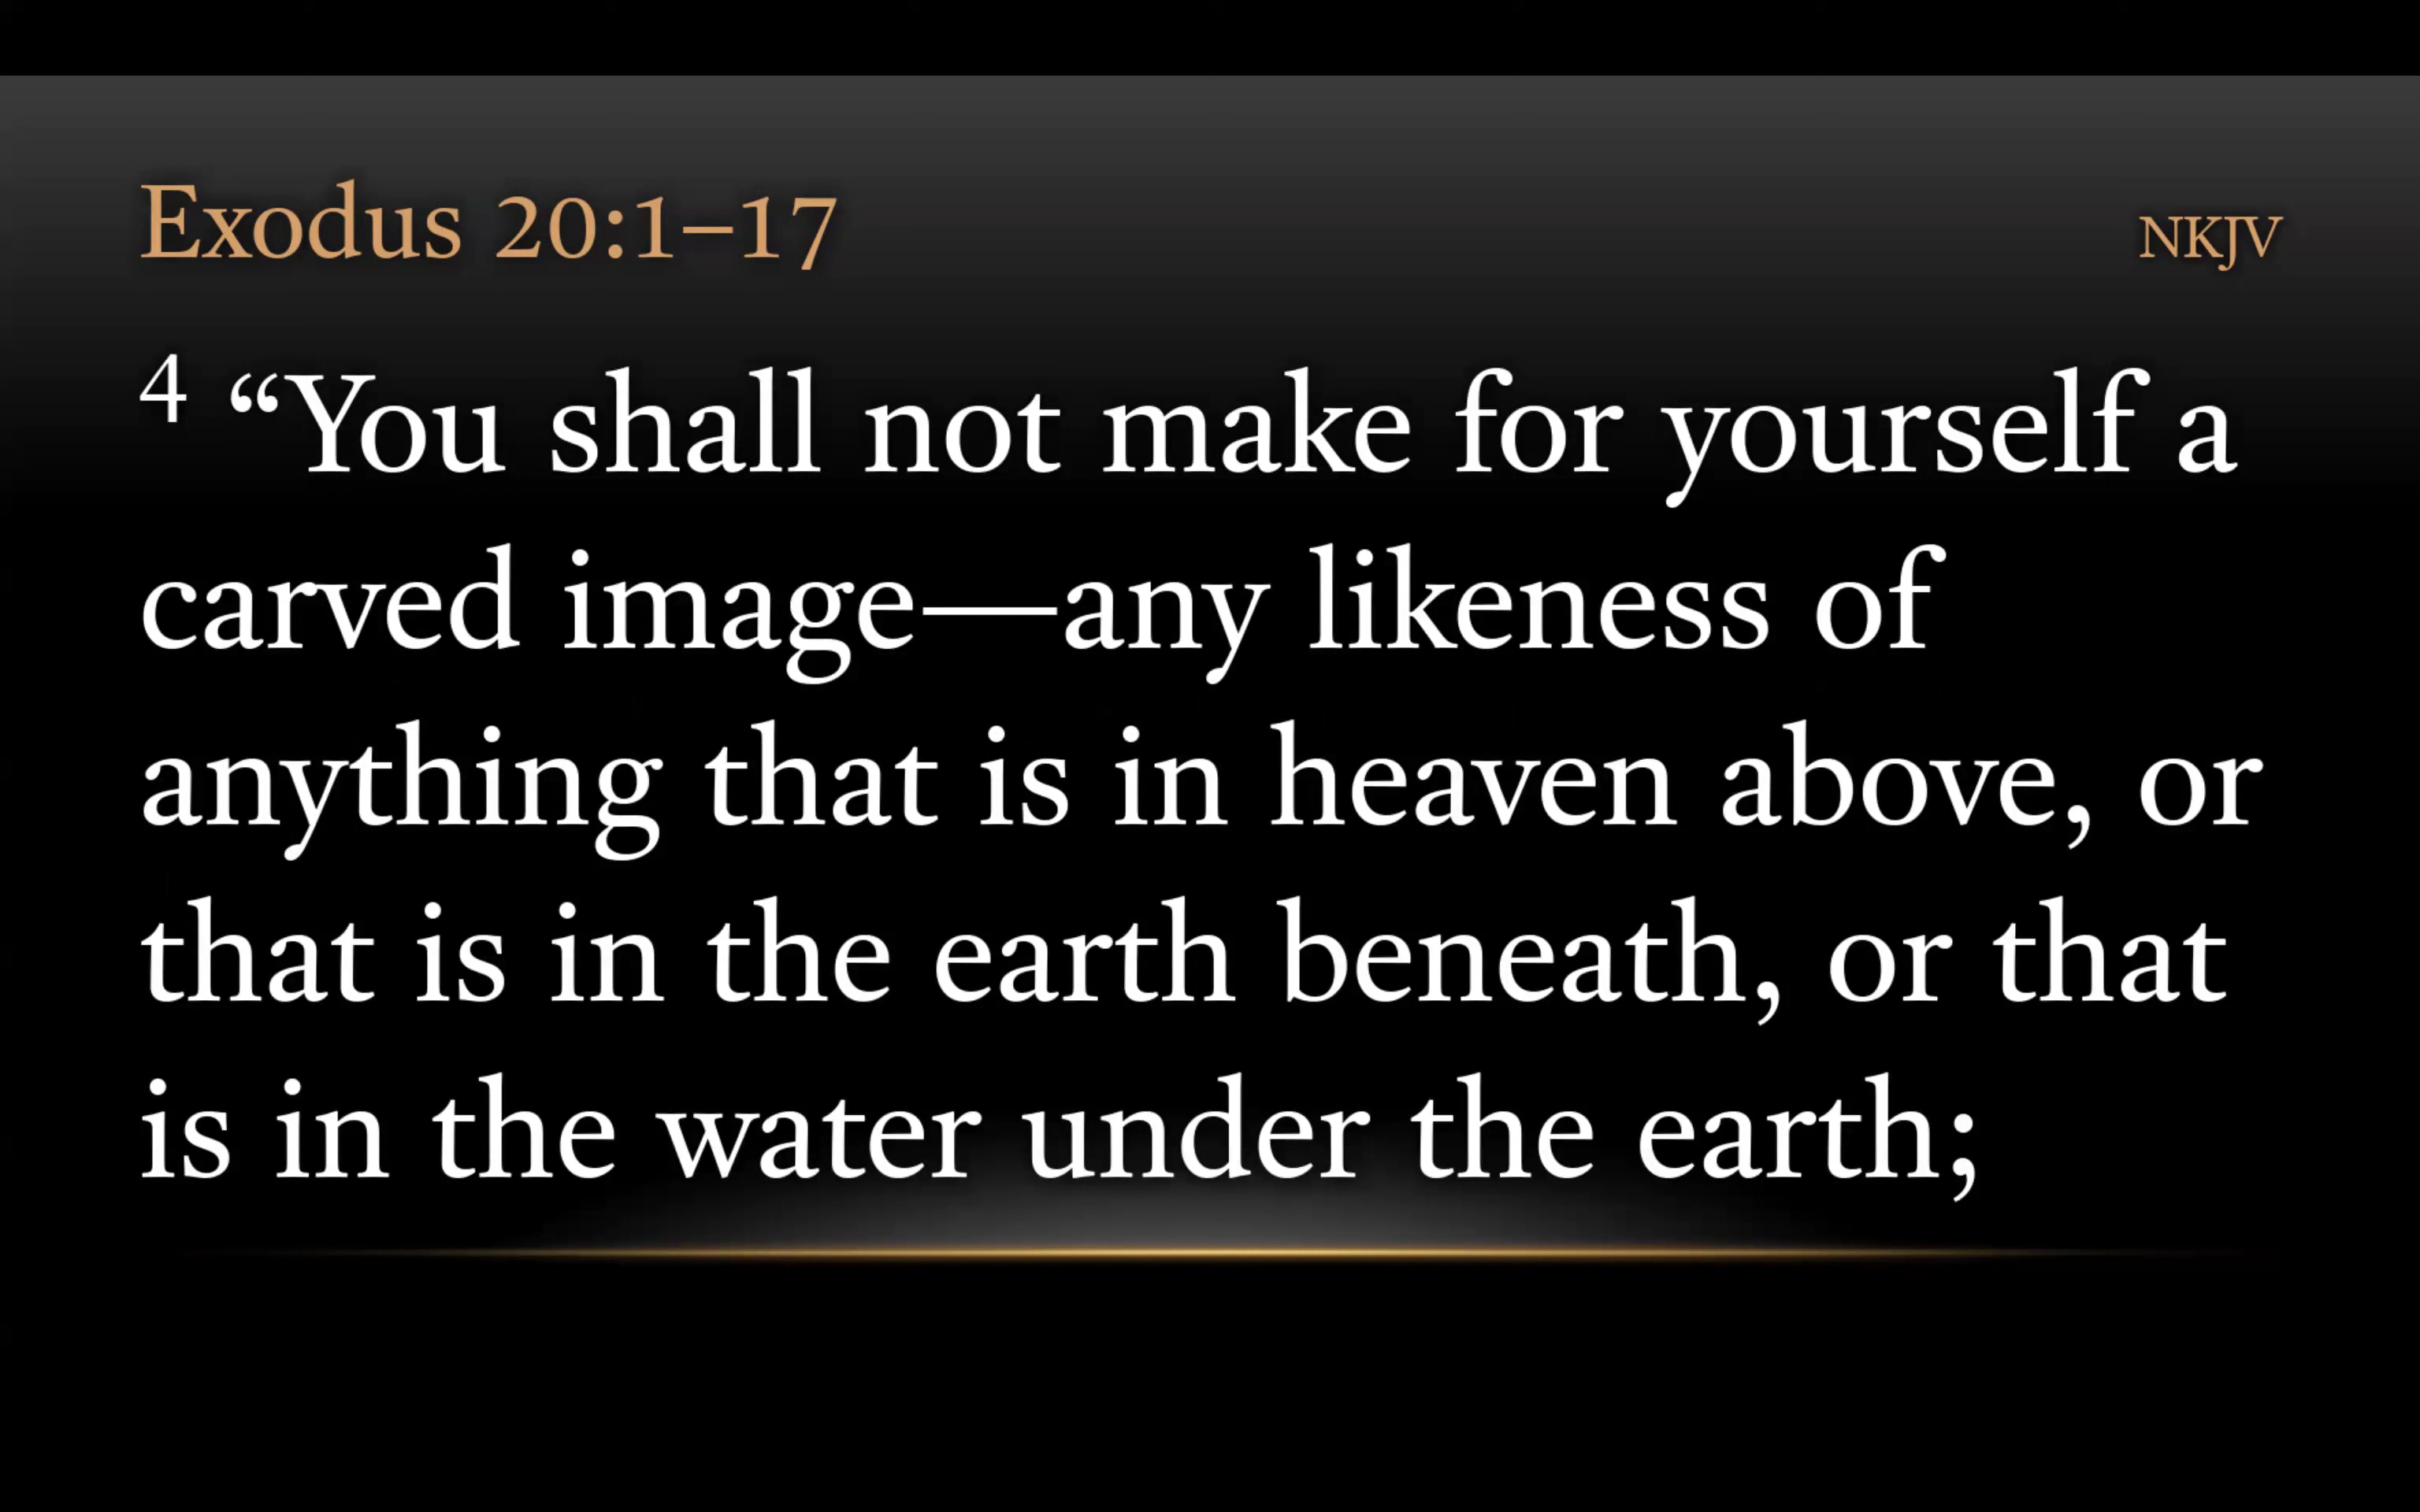 Exodus 20:1–17 NKJV
4 “You shall not make for yourself a
carved image—any likeness of
anything that is in heaven above, or
that is in the earth beneath, or that
is in the water under the earth;